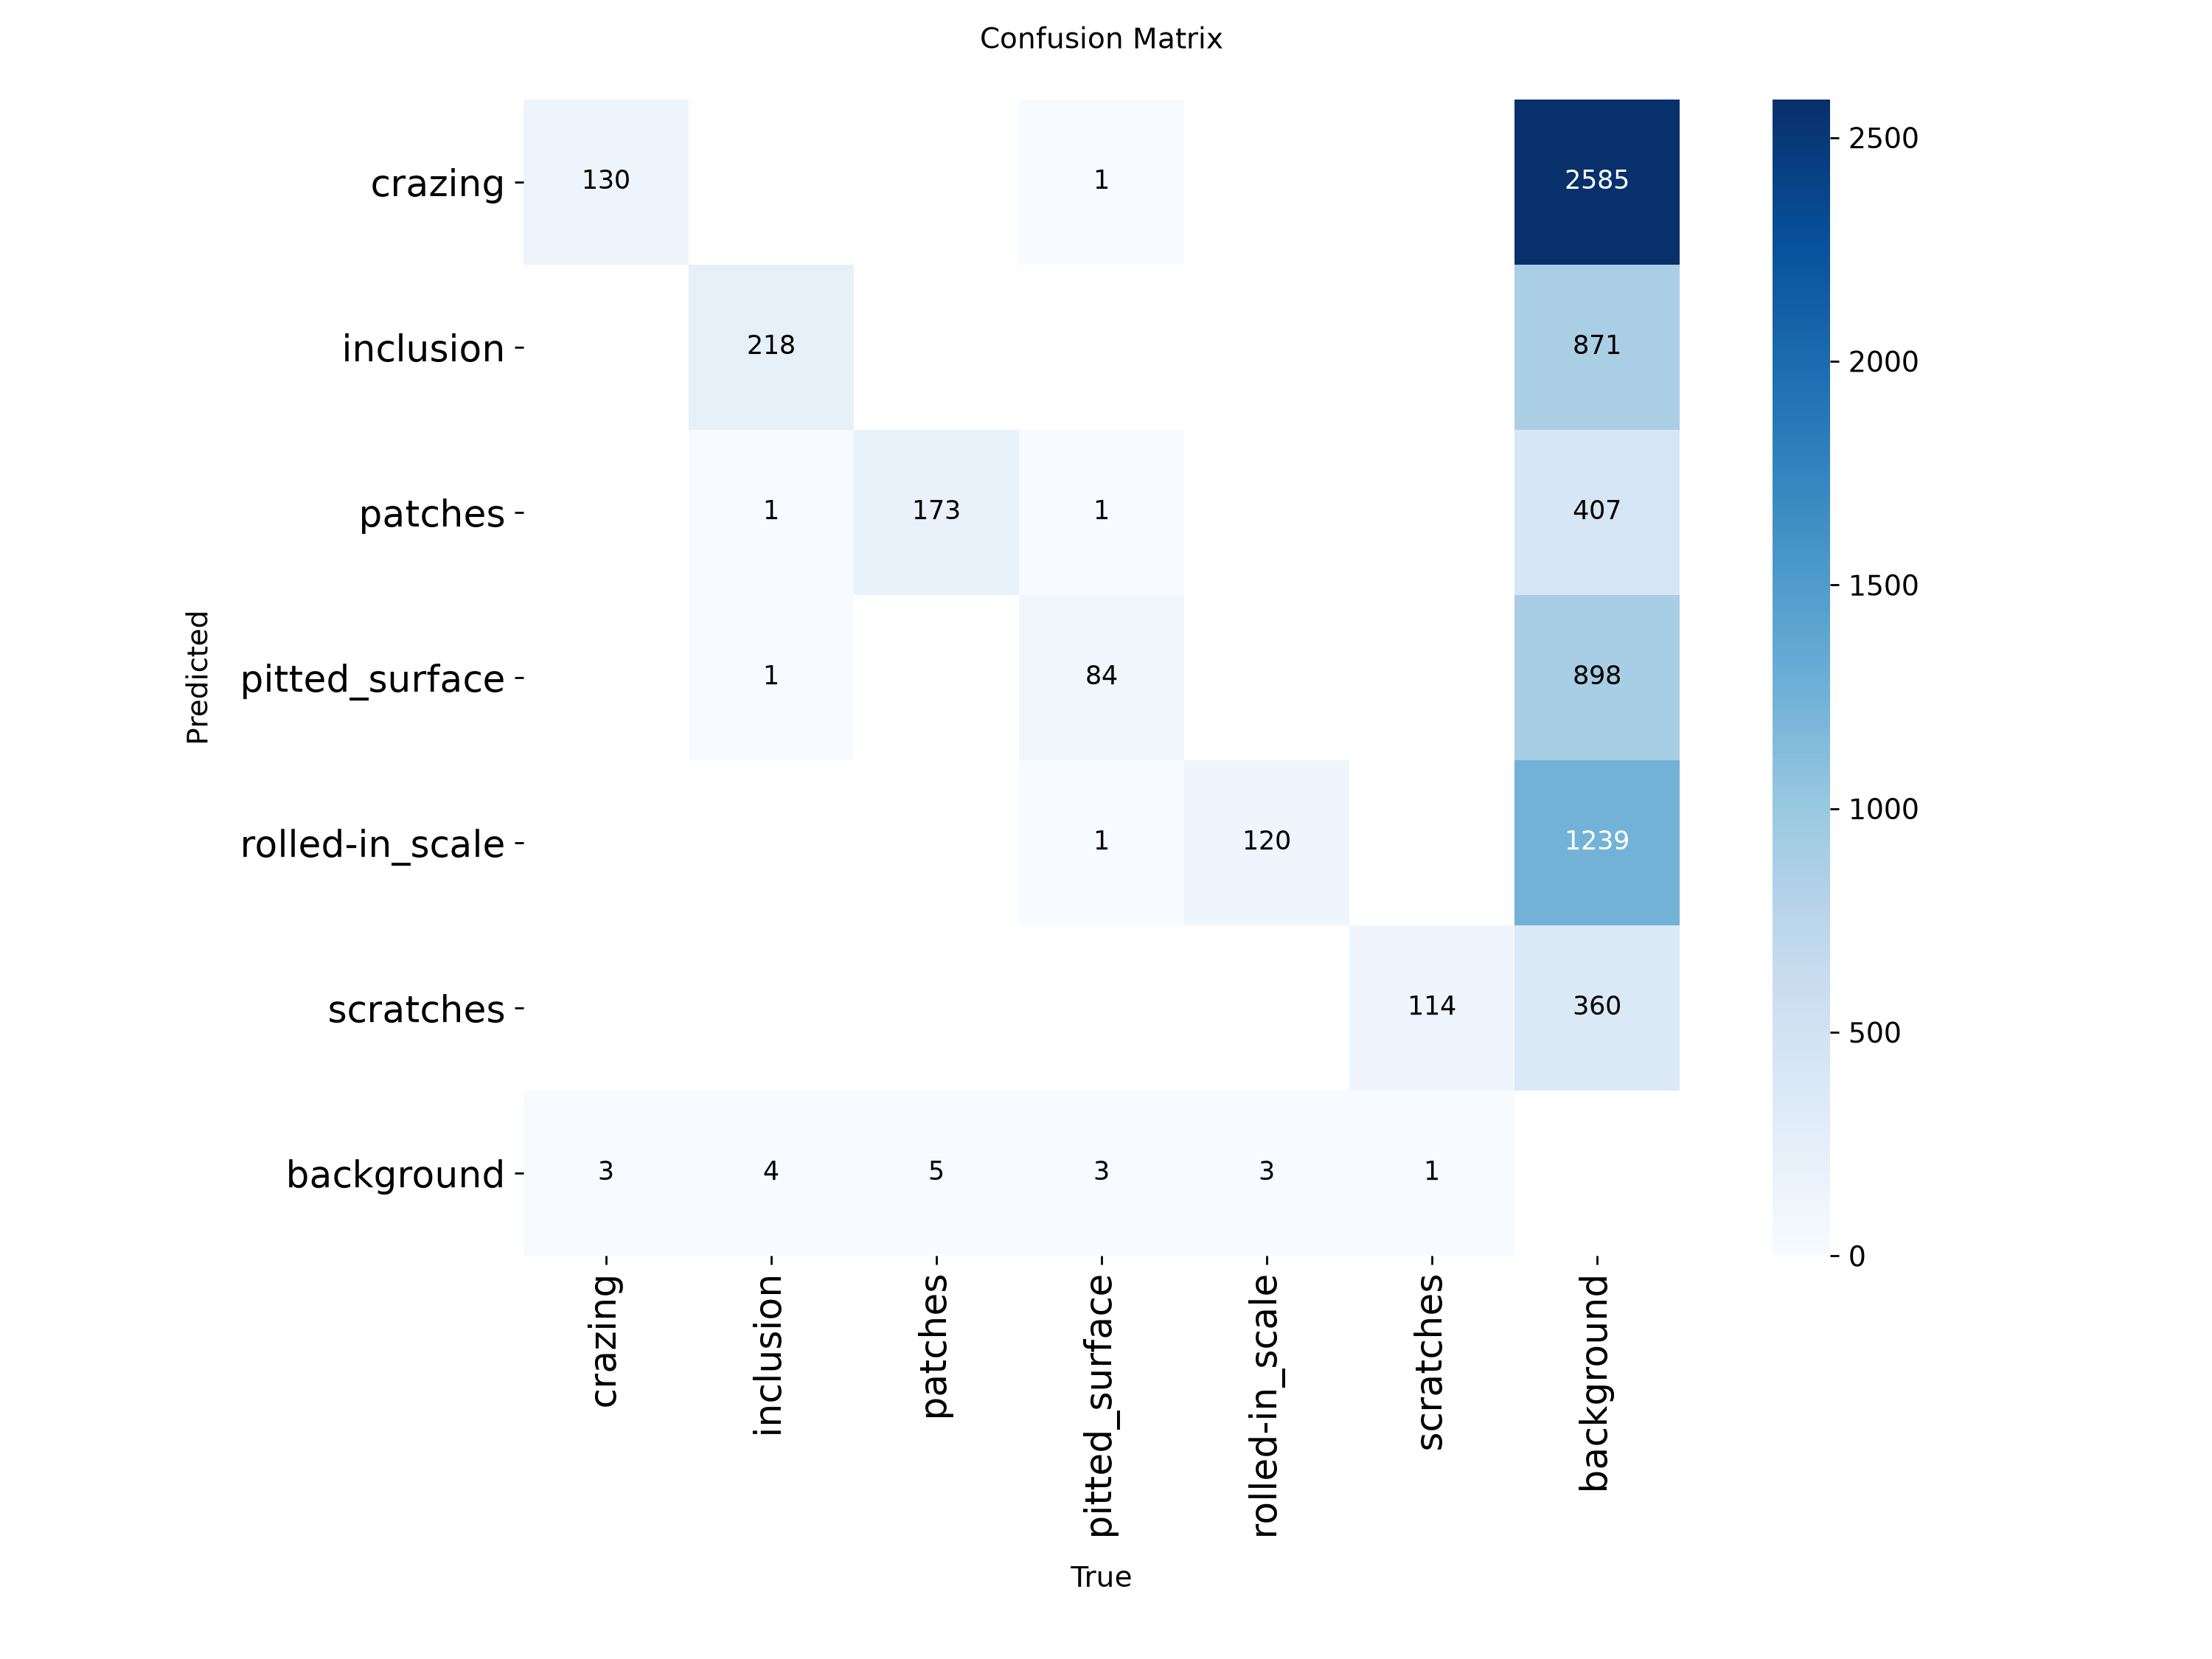 Confusion Matrix
crazing
130
1
2585
inclusion
218
871
patches
1
173
1
407
pitted_surface
1
84
898
rolled-in_scale
1
120
1239
scratches
114
360
background
3
4
5
3
3
1
Predicted
crazing
inclusion
patches
pitted_surface
rolled-in_scale
scratches
background
True
2500
2000
1500
1000
500
0